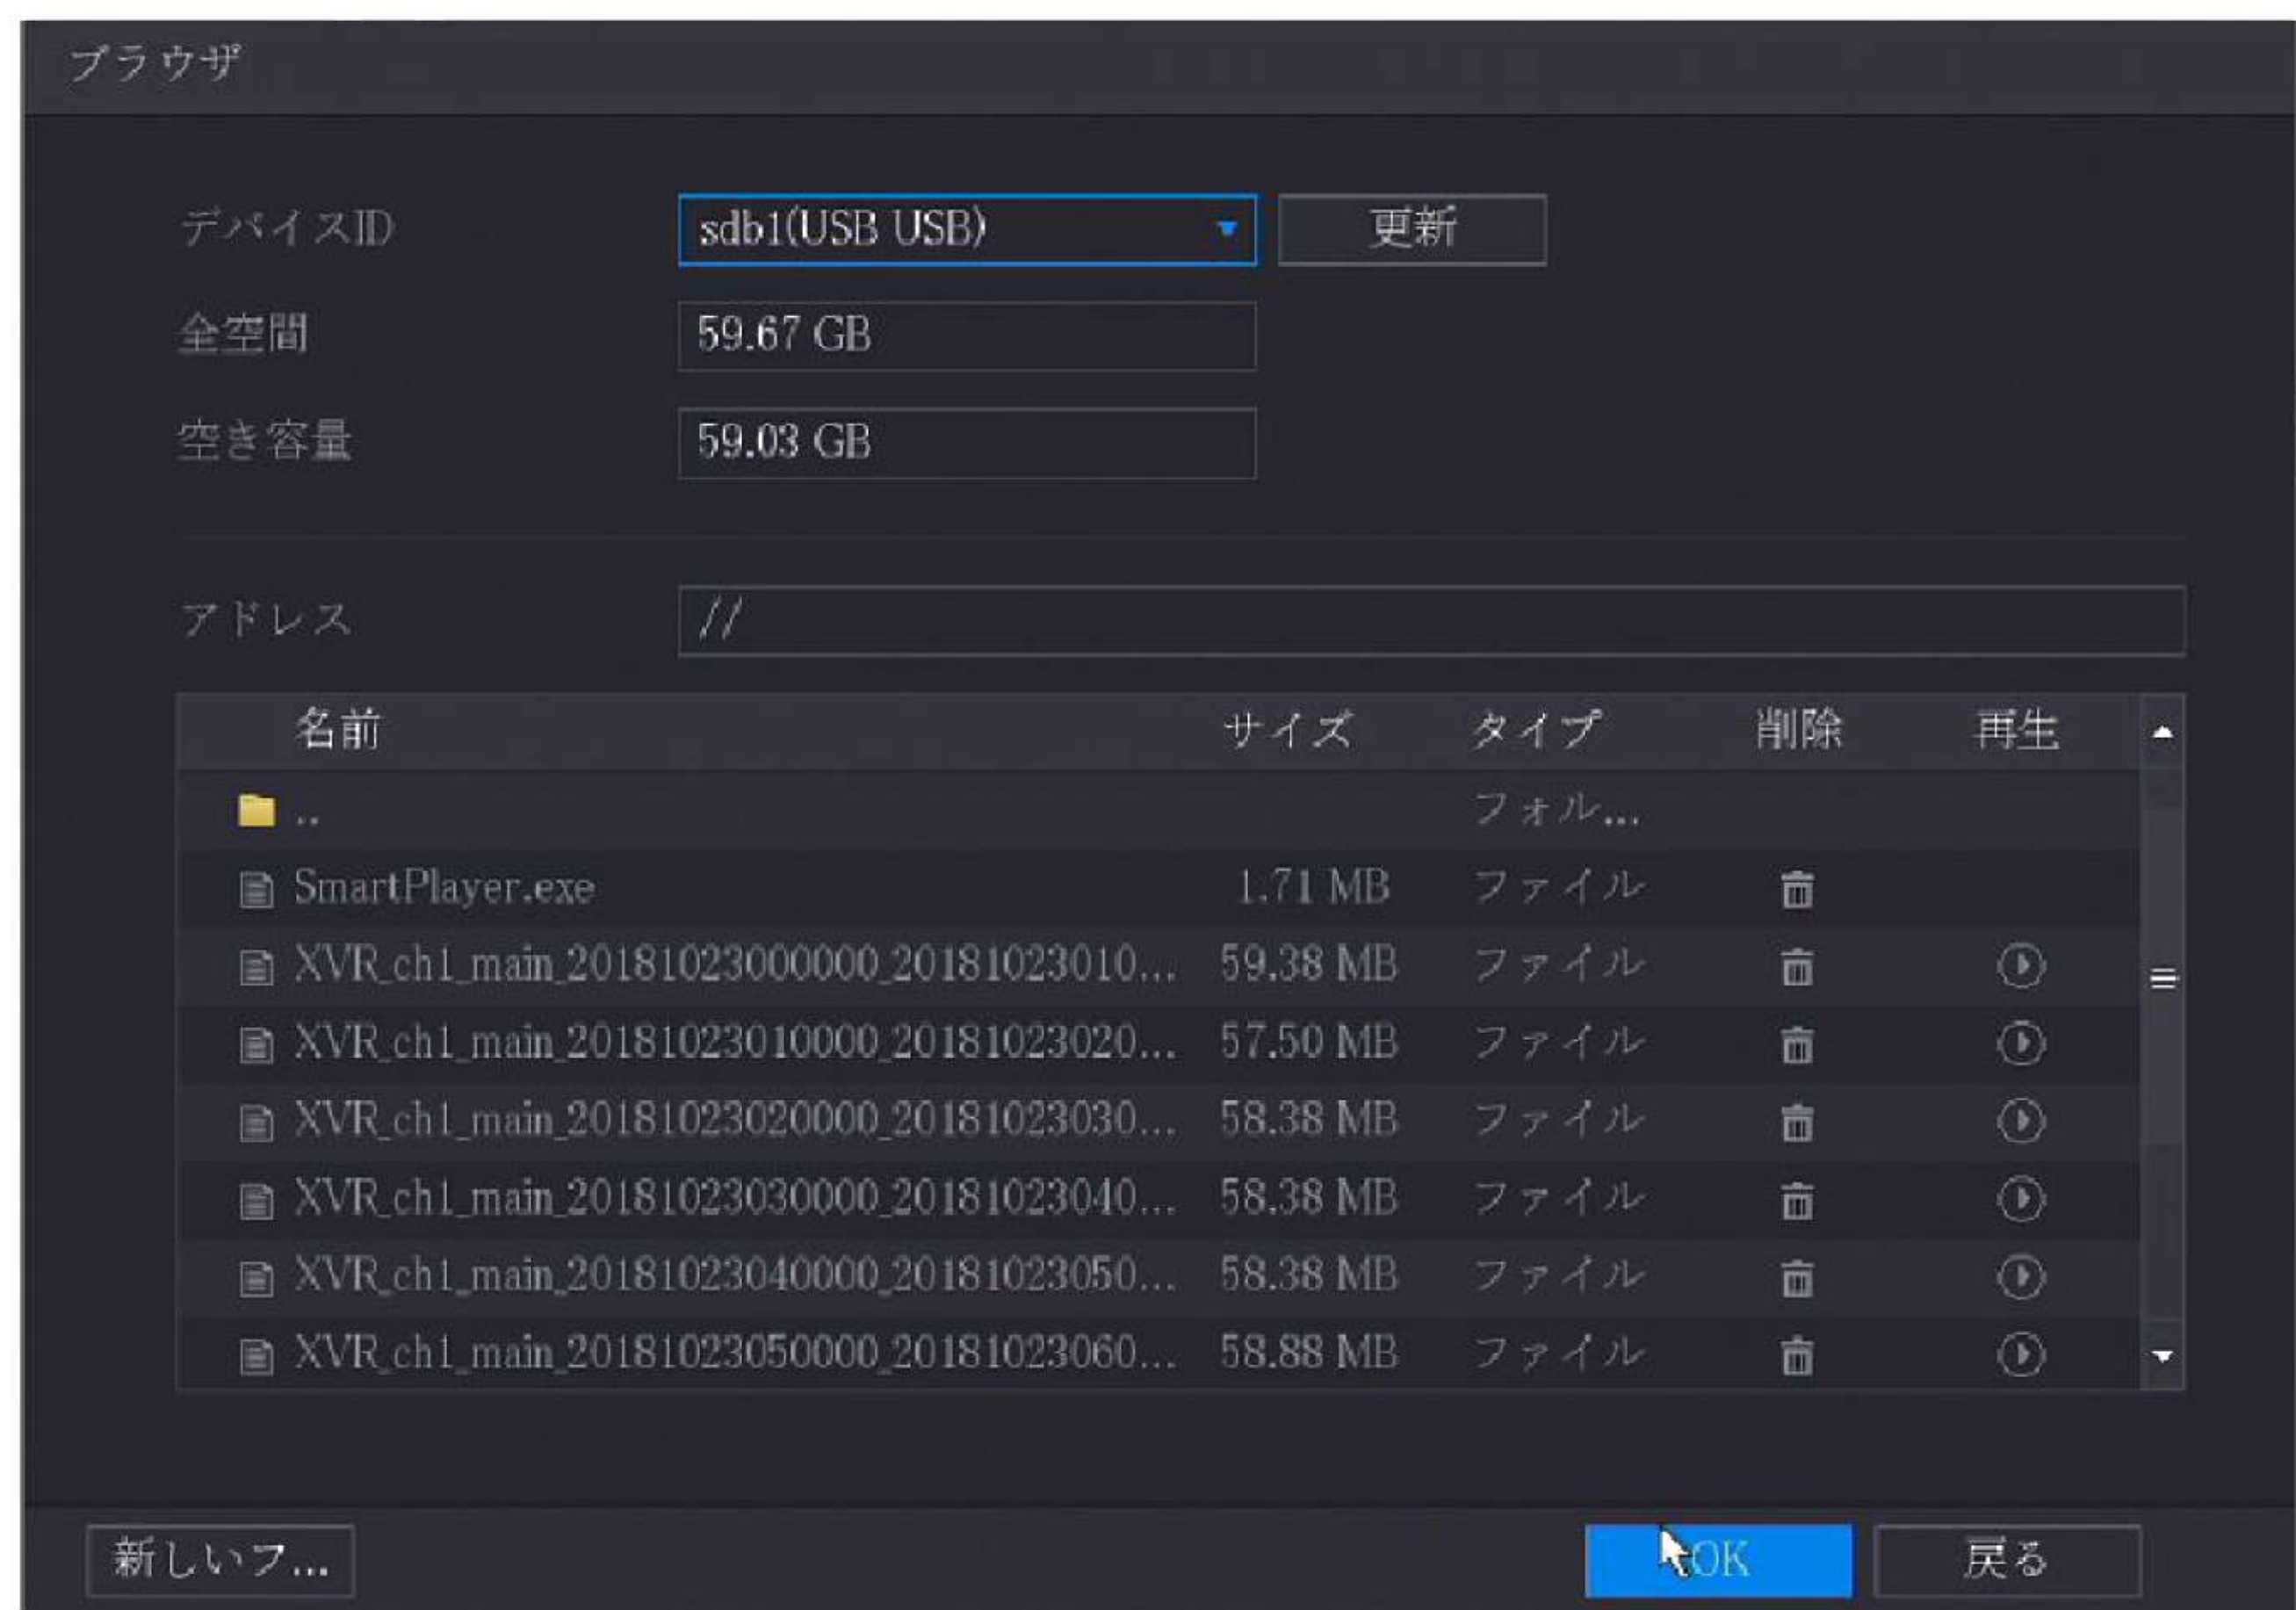 ブラウザ
デバイスID sdb1(USB USB) 更新
全空間 59.67 GB
空き容量 59.03 GB
アドレス //
名前 サイズ タイプ 削除 再生
.. フォル...
SmartPlayer.exe 1.71 MB ファイル
XVR_ch1_main_20181023000000_20181023010... 59.38 MB ファイル
XVR_ch1_main_20181023010000_20181023020... 57.50 MB ファイル
XVR_ch1_main_20181023020000_20181023030... 58.38 MB ファイル
XVR_ch1_main_20181023030000_20181023040... 58.38 MB ファイル
XVR_ch1_main_20181023040000_20181023050... 58.38 MB ファイル
XVR_ch1_main_20181023050000_20181023060... 58.88 MB ファイル
新しいフ... OK 戻る